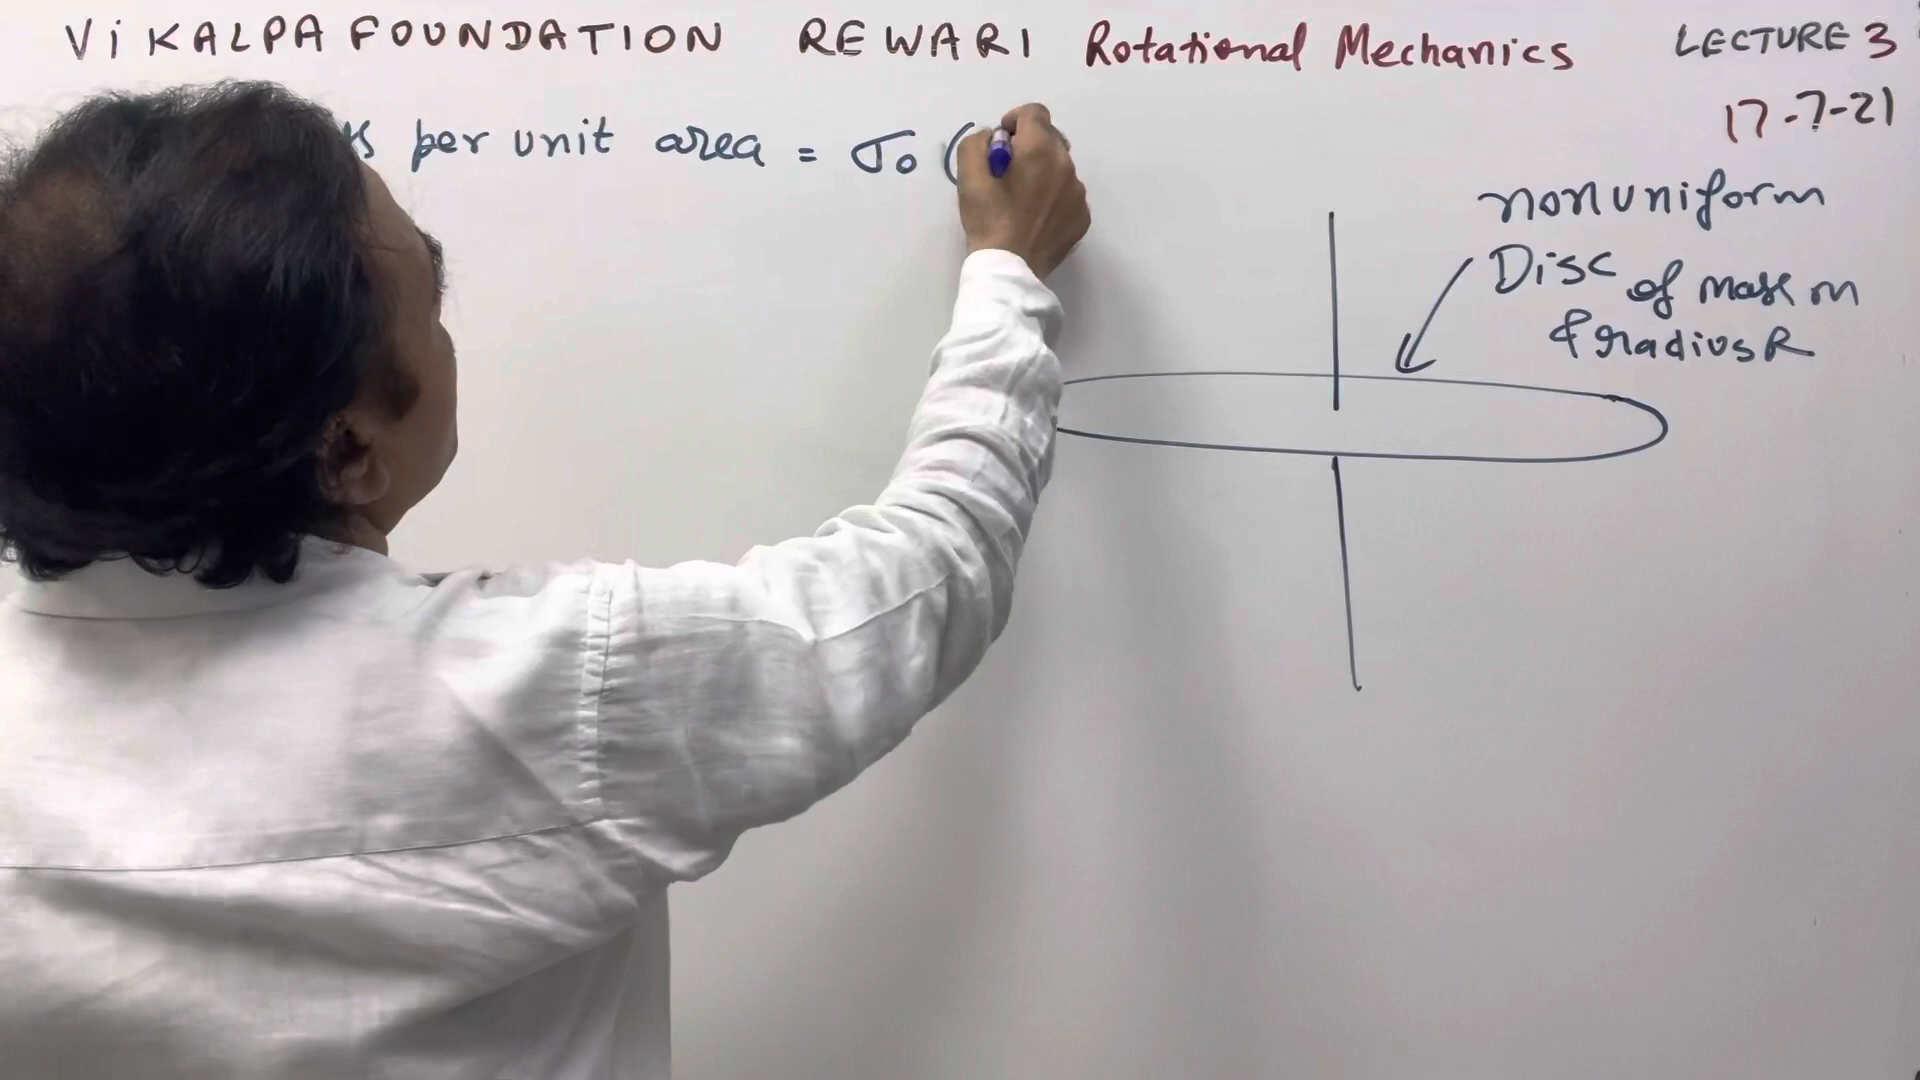 ViKALPA FOUNDATION REWARI Rotational Mechanics LECTURE 3
17-7-21
per unit area = σ₀ (
nonuniform
Disc of mass m
& radius R